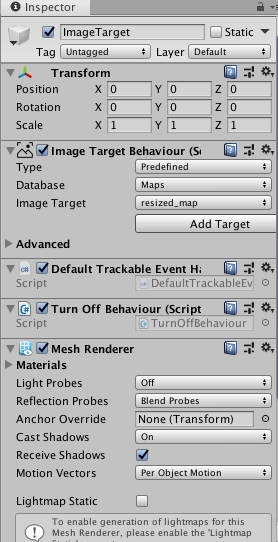 Inspector
ImageTarget Static
Tag Untagged Layer Default
Transform
Position X 0 Y 0 Z 0
Rotation X 0 Y 0 Z 0
Scale X 1 Y 1 Z 1
Image Target Behaviour (Sc
Type Predefined
Database Maps
Image Target resized_map
Add Target
Advanced
Default Trackable Event Ha
Script DefaultTrackableEv
Turn Off Behaviour (Script
Script TurnOffBehaviour
Mesh Renderer
Materials
Light Probes Off
Reflection Probes Blend Probes
Anchor Override None (Transform)
Cast Shadows On
Receive Shadows
Motion Vectors Per Object Motion
Lightmap Static
To enable generation of lightmaps for this
Mesh Renderer, please enable the 'Lightmap